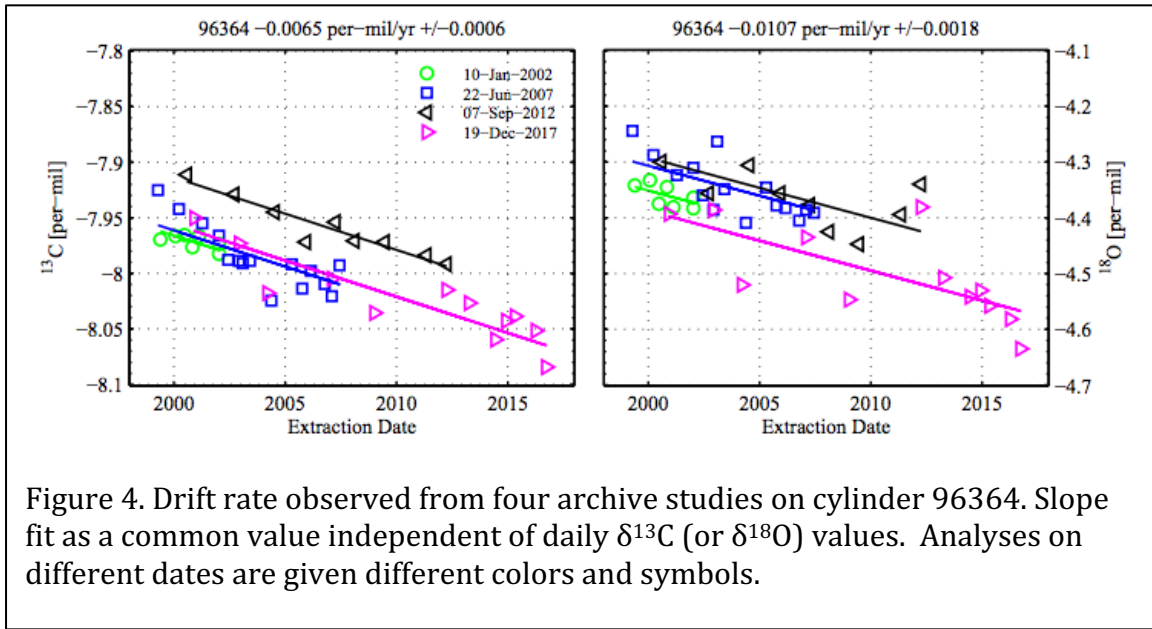 96364 −0.0065 per−mil/yr +/−0.0006
−7.8
−7.85
−7.9
−7.95
−8
−8.05
−8.1
¹³C [per−mil]
10−Jan−2002
22−Jun−2007
07−Sep−2012
19−Dec−2017
2000 2005 2010 2015
Extraction Date
96364 −0.0107 per−mil/yr +/−0.0018
−4.1
−4.2
−4.3
−4.4
−4.5
−4.6
−4.7
¹⁸O [per−mil]
2000 2005 2010 2015
Extraction Date
Figure 4. Drift rate observed from four archive studies on cylinder 96364. Slope
fit as a common value independent of daily δ¹³C (or δ¹⁸O) values. Analyses on
different dates are given different colors and symbols.